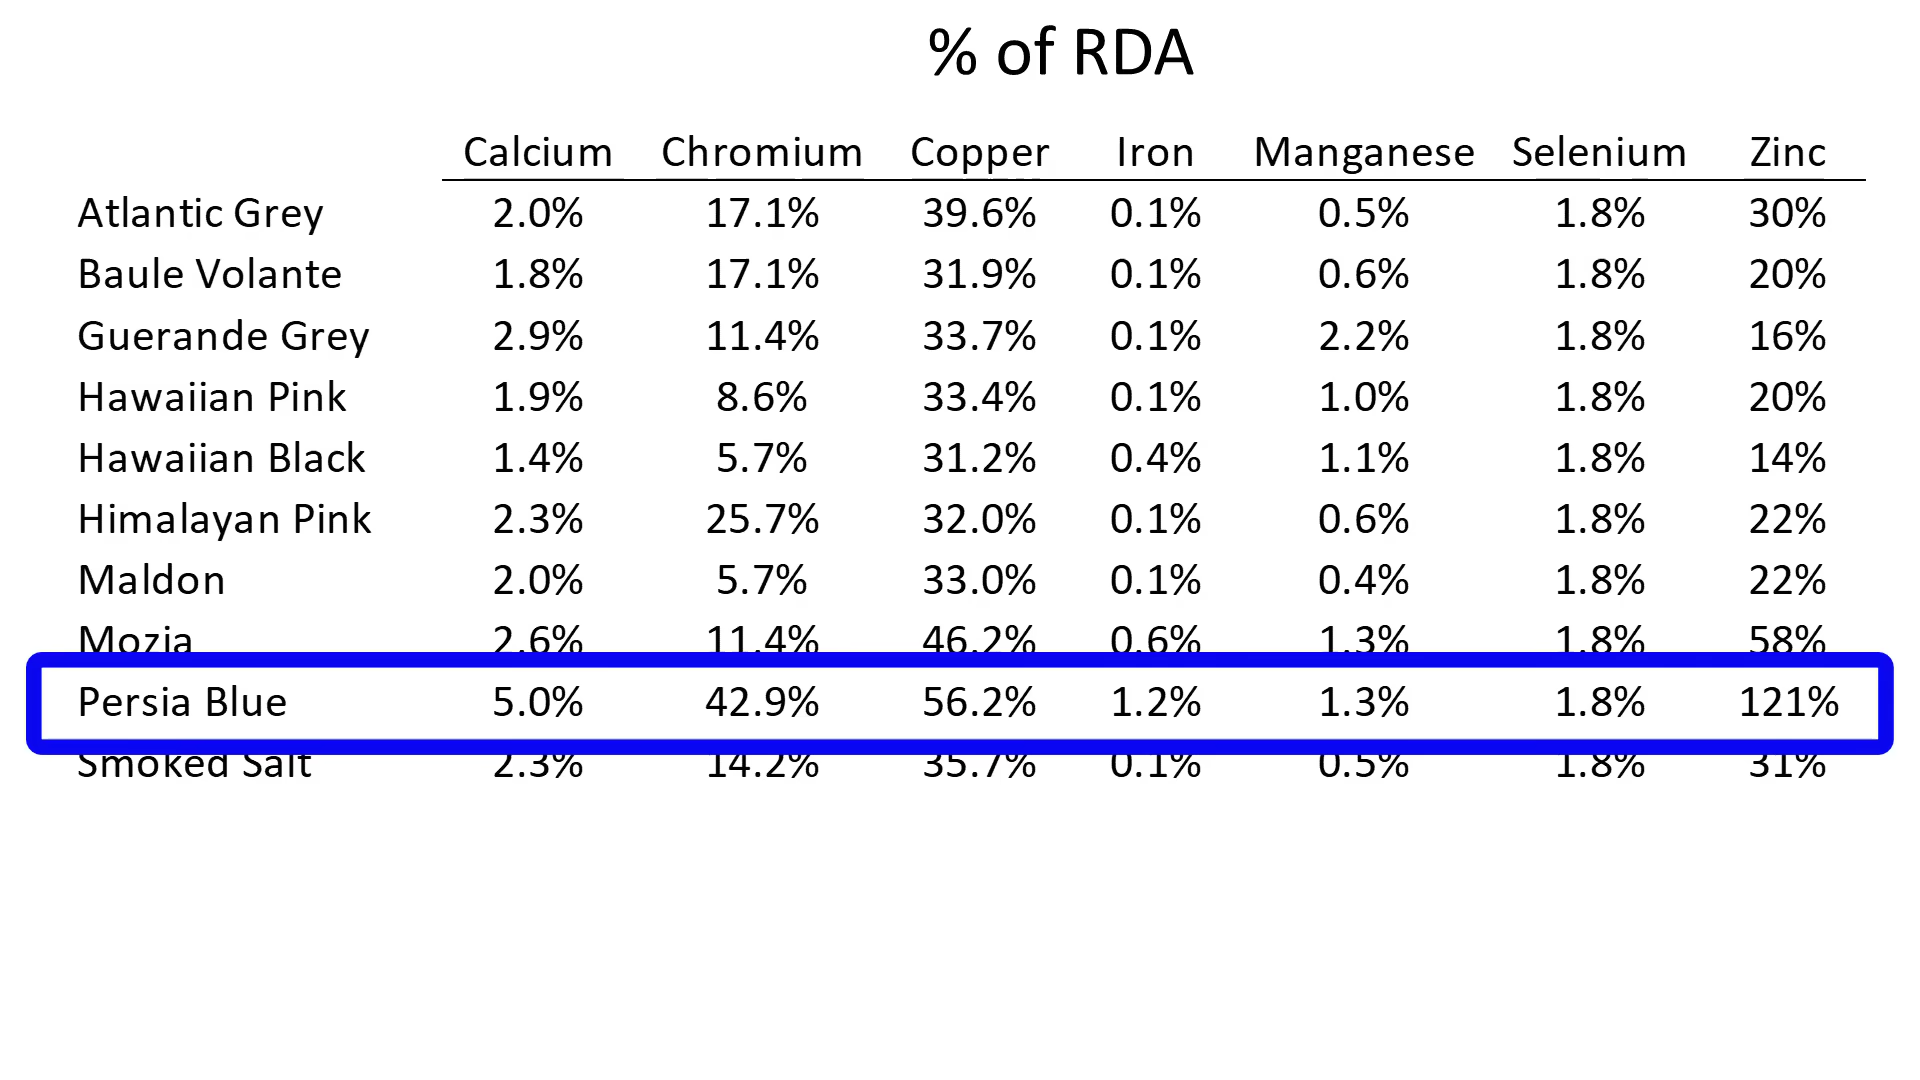 % of RDA
Calcium Chromium Copper Iron Manganese Selenium Zinc
Atlantic Grey 2.0% 17.1% 39.6% 0.1% 0.5% 1.8% 30%
Baule Volante 1.8% 17.1% 31.9% 0.1% 0.6% 1.8% 20%
Guerande Grey 2.9% 11.4% 33.7% 0.1% 2.2% 1.8% 16%
Hawaiian Pink 1.9% 8.6% 33.4% 0.1% 1.0% 1.8% 20%
Hawaiian Black 1.4% 5.7% 31.2% 0.4% 1.1% 1.8% 14%
Himalayan Pink 2.3% 25.7% 32.0% 0.1% 0.6% 1.8% 22%
Maldon 2.0% 5.7% 33.0% 0.1% 0.4% 1.8% 22%
Mozia 2.6% 11.4% 46.2% 0.6% 1.3% 1.8% 58%
Persia Blue 5.0% 42.9% 56.2% 1.2% 1.3% 1.8% 121%
Smoked Salt 2.3% 14.2% 35.7% 0.1% 0.5% 1.8% 31%